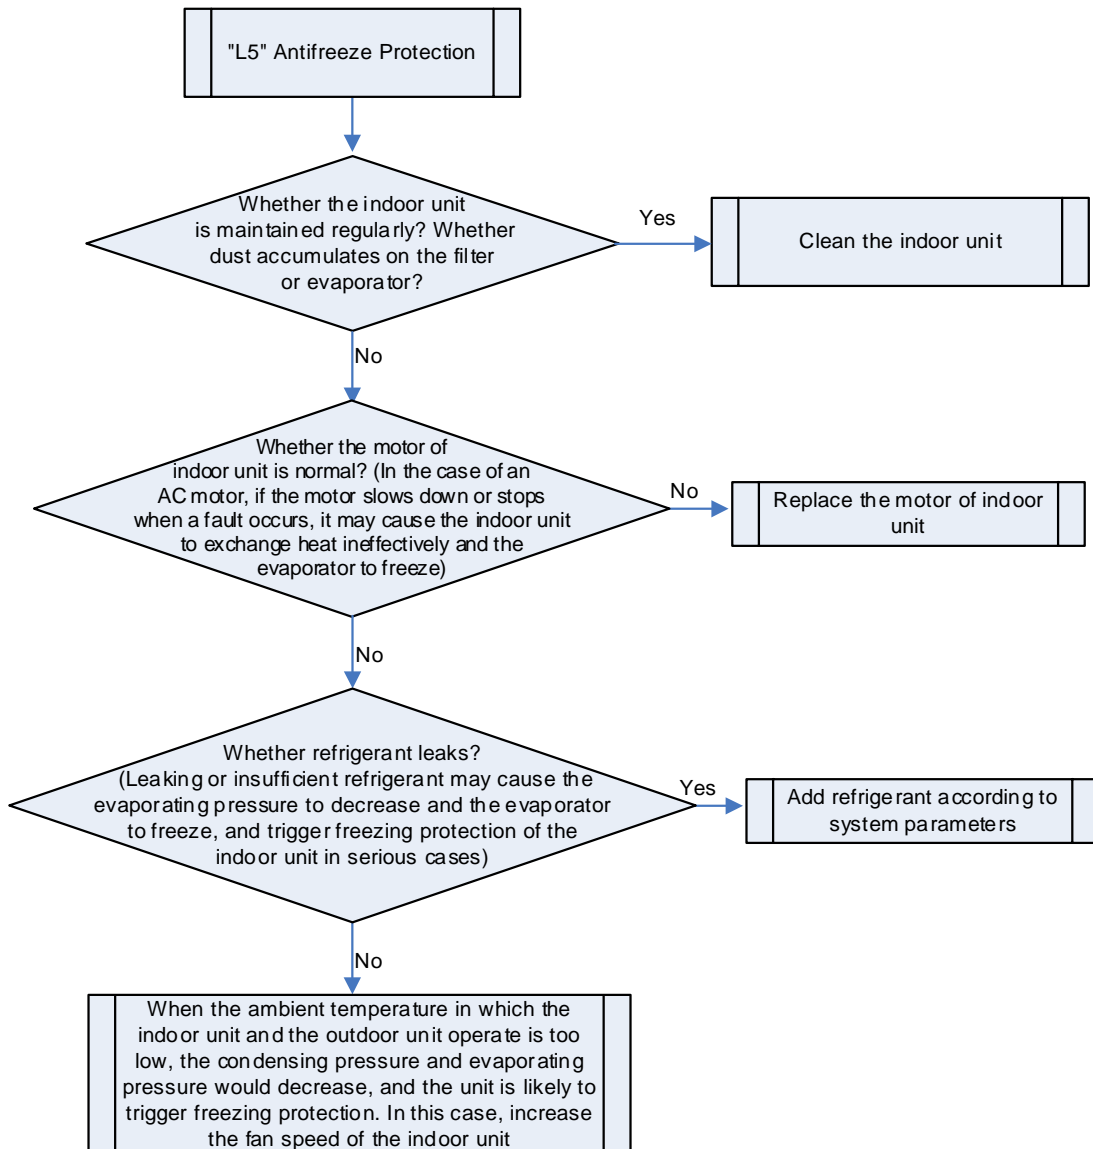 "L5" Antifreeze Protection
Whether the indoor unit
is maintained regularly? Whether
dust accumulates on the filter
or evaporator?
Yes
Clean the indoor unit
No
Whether the motor of
indoor unit is normal? (In the case of an
AC motor, if the motor slows down or stops
when a fault occurs, it may cause the indoor unit
to exchange heat ineffectively and the
evaporator to freeze)
No
Replace the motor of indoor
unit
No
Whether refrigerant leaks?
(Leaking or insufficient refrigerant may cause the
evaporating pressure to decrease and the evaporator
to freeze, and trigger freezing protection of the
indoor unit in serious cases)
Yes
Add refrigerant according to
system parameters
No
When the ambient temperature in which the
indoor unit and the outdoor unit operate is too
low, the condensing pressure and evaporating
pressure would decrease, and the unit is likely to
trigger freezing protection. In this case, increase
the fan speed of the indoor unit